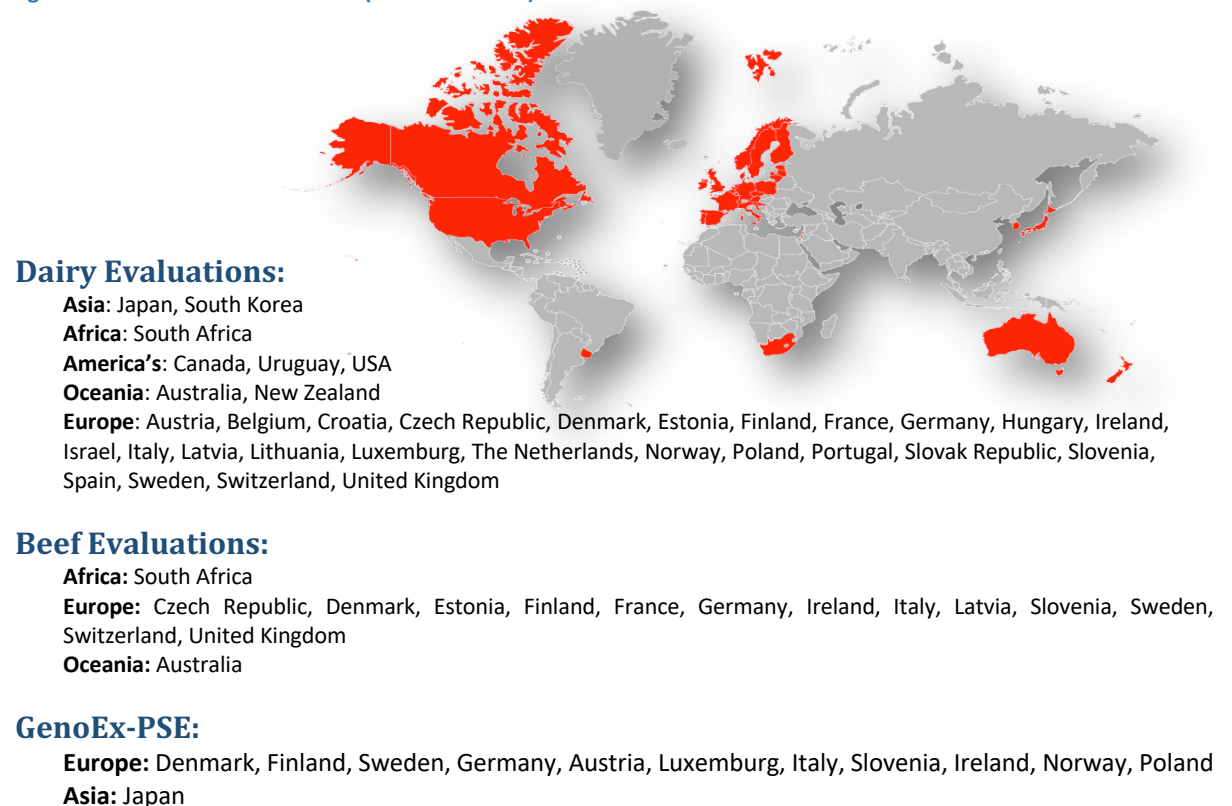 Dairy Evaluations:
Asia: Japan, South Korea
Africa: South Africa
America’s: Canada, Uruguay, USA
Oceania: Australia, New Zealand
Europe: Austria, Belgium, Croatia, Czech Republic, Denmark, Estonia, Finland, France, Germany, Hungary, Ireland,
Israel, Italy, Latvia, Lithuania, Luxemburg, The Netherlands, Norway, Poland, Portugal, Slovak Republic, Slovenia,
Spain, Sweden, Switzerland, United Kingdom
Beef Evaluations:
Africa: South Africa
Europe: Czech Republic, Denmark, Estonia, Finland, France, Germany, Ireland, Italy, Latvia, Slovenia, Sweden,
Switzerland, United Kingdom
Oceania: Australia
GenoEx-PSE:
Europe: Denmark, Finland, Sweden, Germany, Austria, Luxemburg, Italy, Slovenia, Ireland, Norway, Poland
Asia: Japan